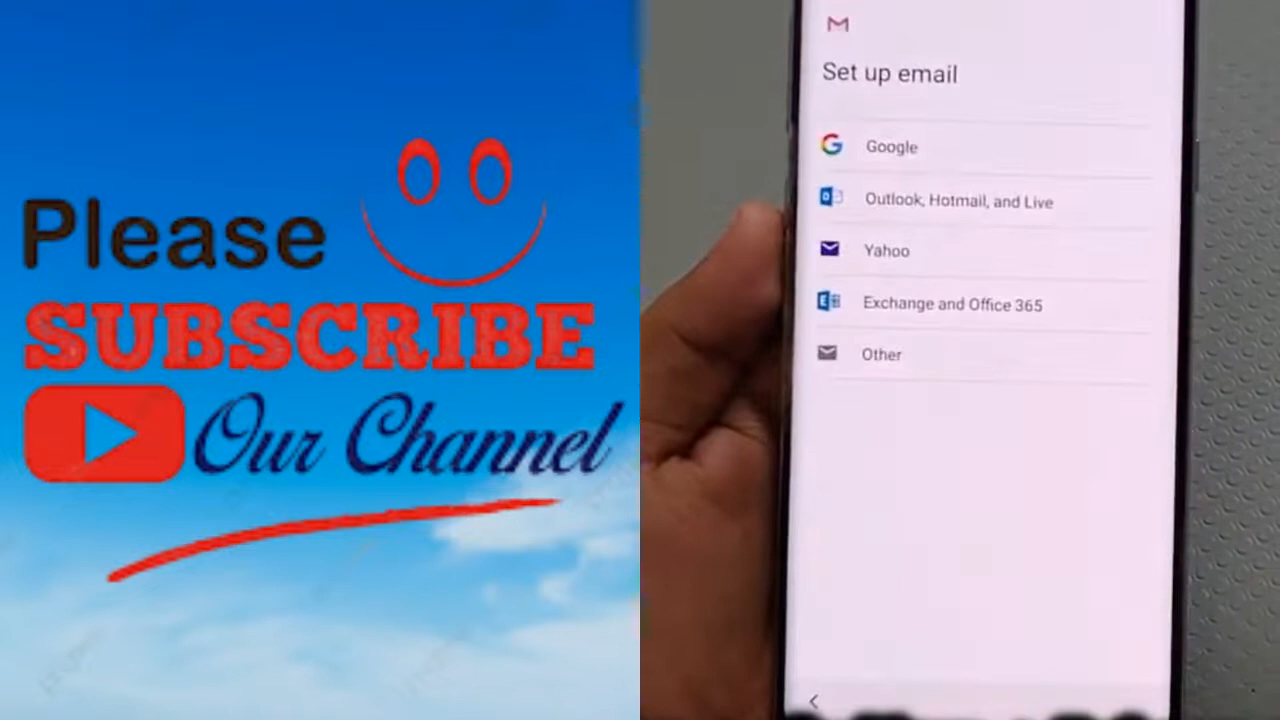 Please
SUBSCRIBE
Our Channel
Set up email
Google
Outlook, Hotmail, and Live
Yahoo
Exchange and Office 365
Other